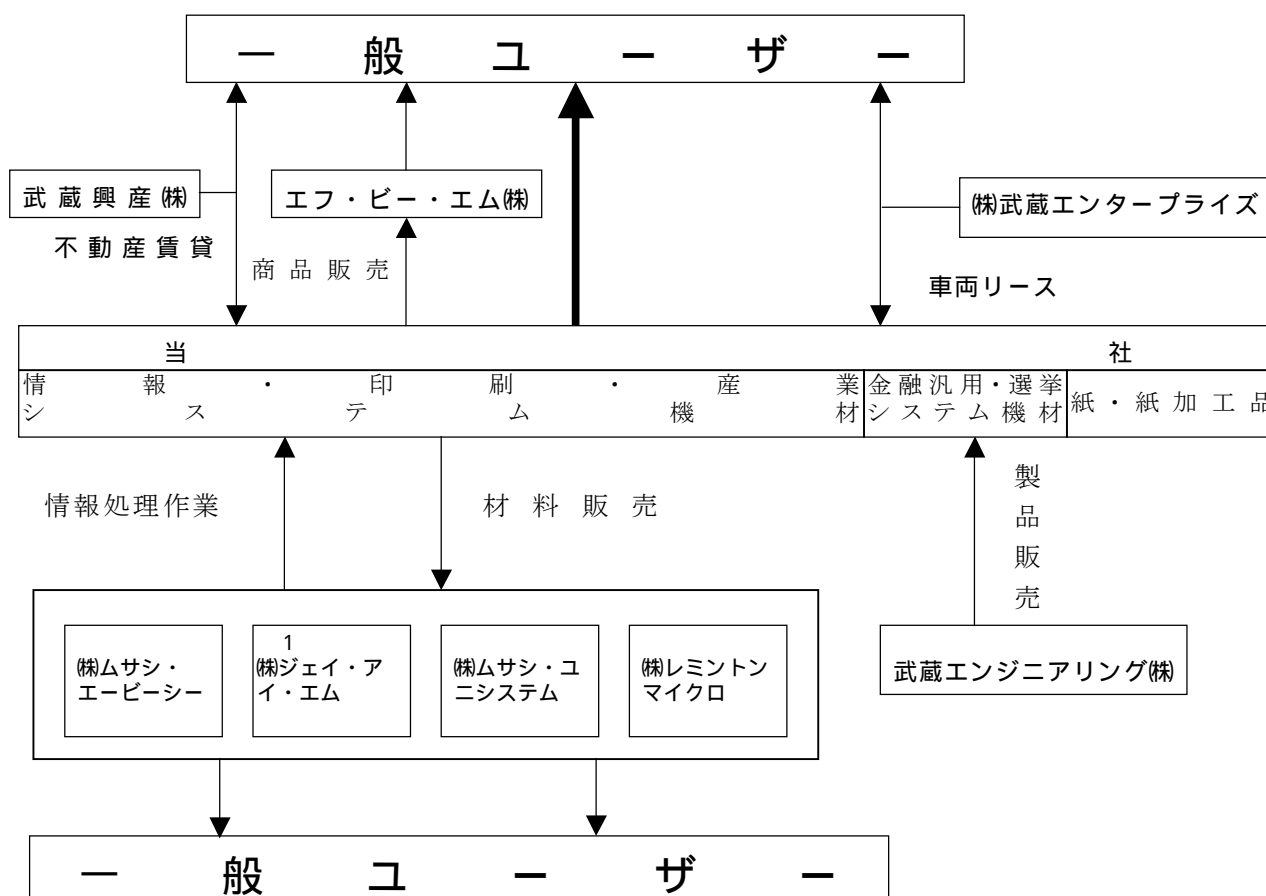 一般ユーザー
武蔵興産㈱
エフ・ビー・エム㈱
㈱武蔵エンタープライズ
不動産賃貸
商品販売
車両リース
当社
情報・印刷・産業
システム機材
金融汎用・選挙
システム機材
紙・紙加工品
情報処理作業
材料販売
製品販売
㈱ムサシ・
エービーシー
1
㈱ジェイ・ア
イ・エム
㈱ムサシ・ユ
ニシステム
㈱レミントン
マイクロ
武蔵エンジニアリング㈱
一般ユーザー